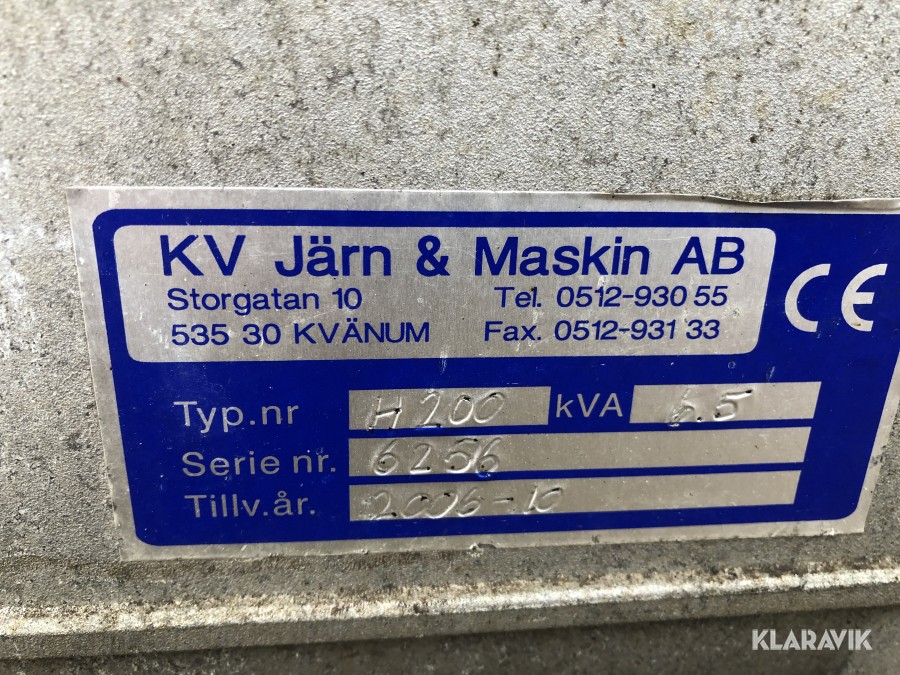 KV Järn & Maskin AB
Storgatan 10 Tel. 0512-930 55
535 30 KVÄNUM Fax. 0512-931 33
CE
Typ.nr H200 kVA 6.5
Serie nr. 6256
Tillv.år. 2006-10
KLARAVIK